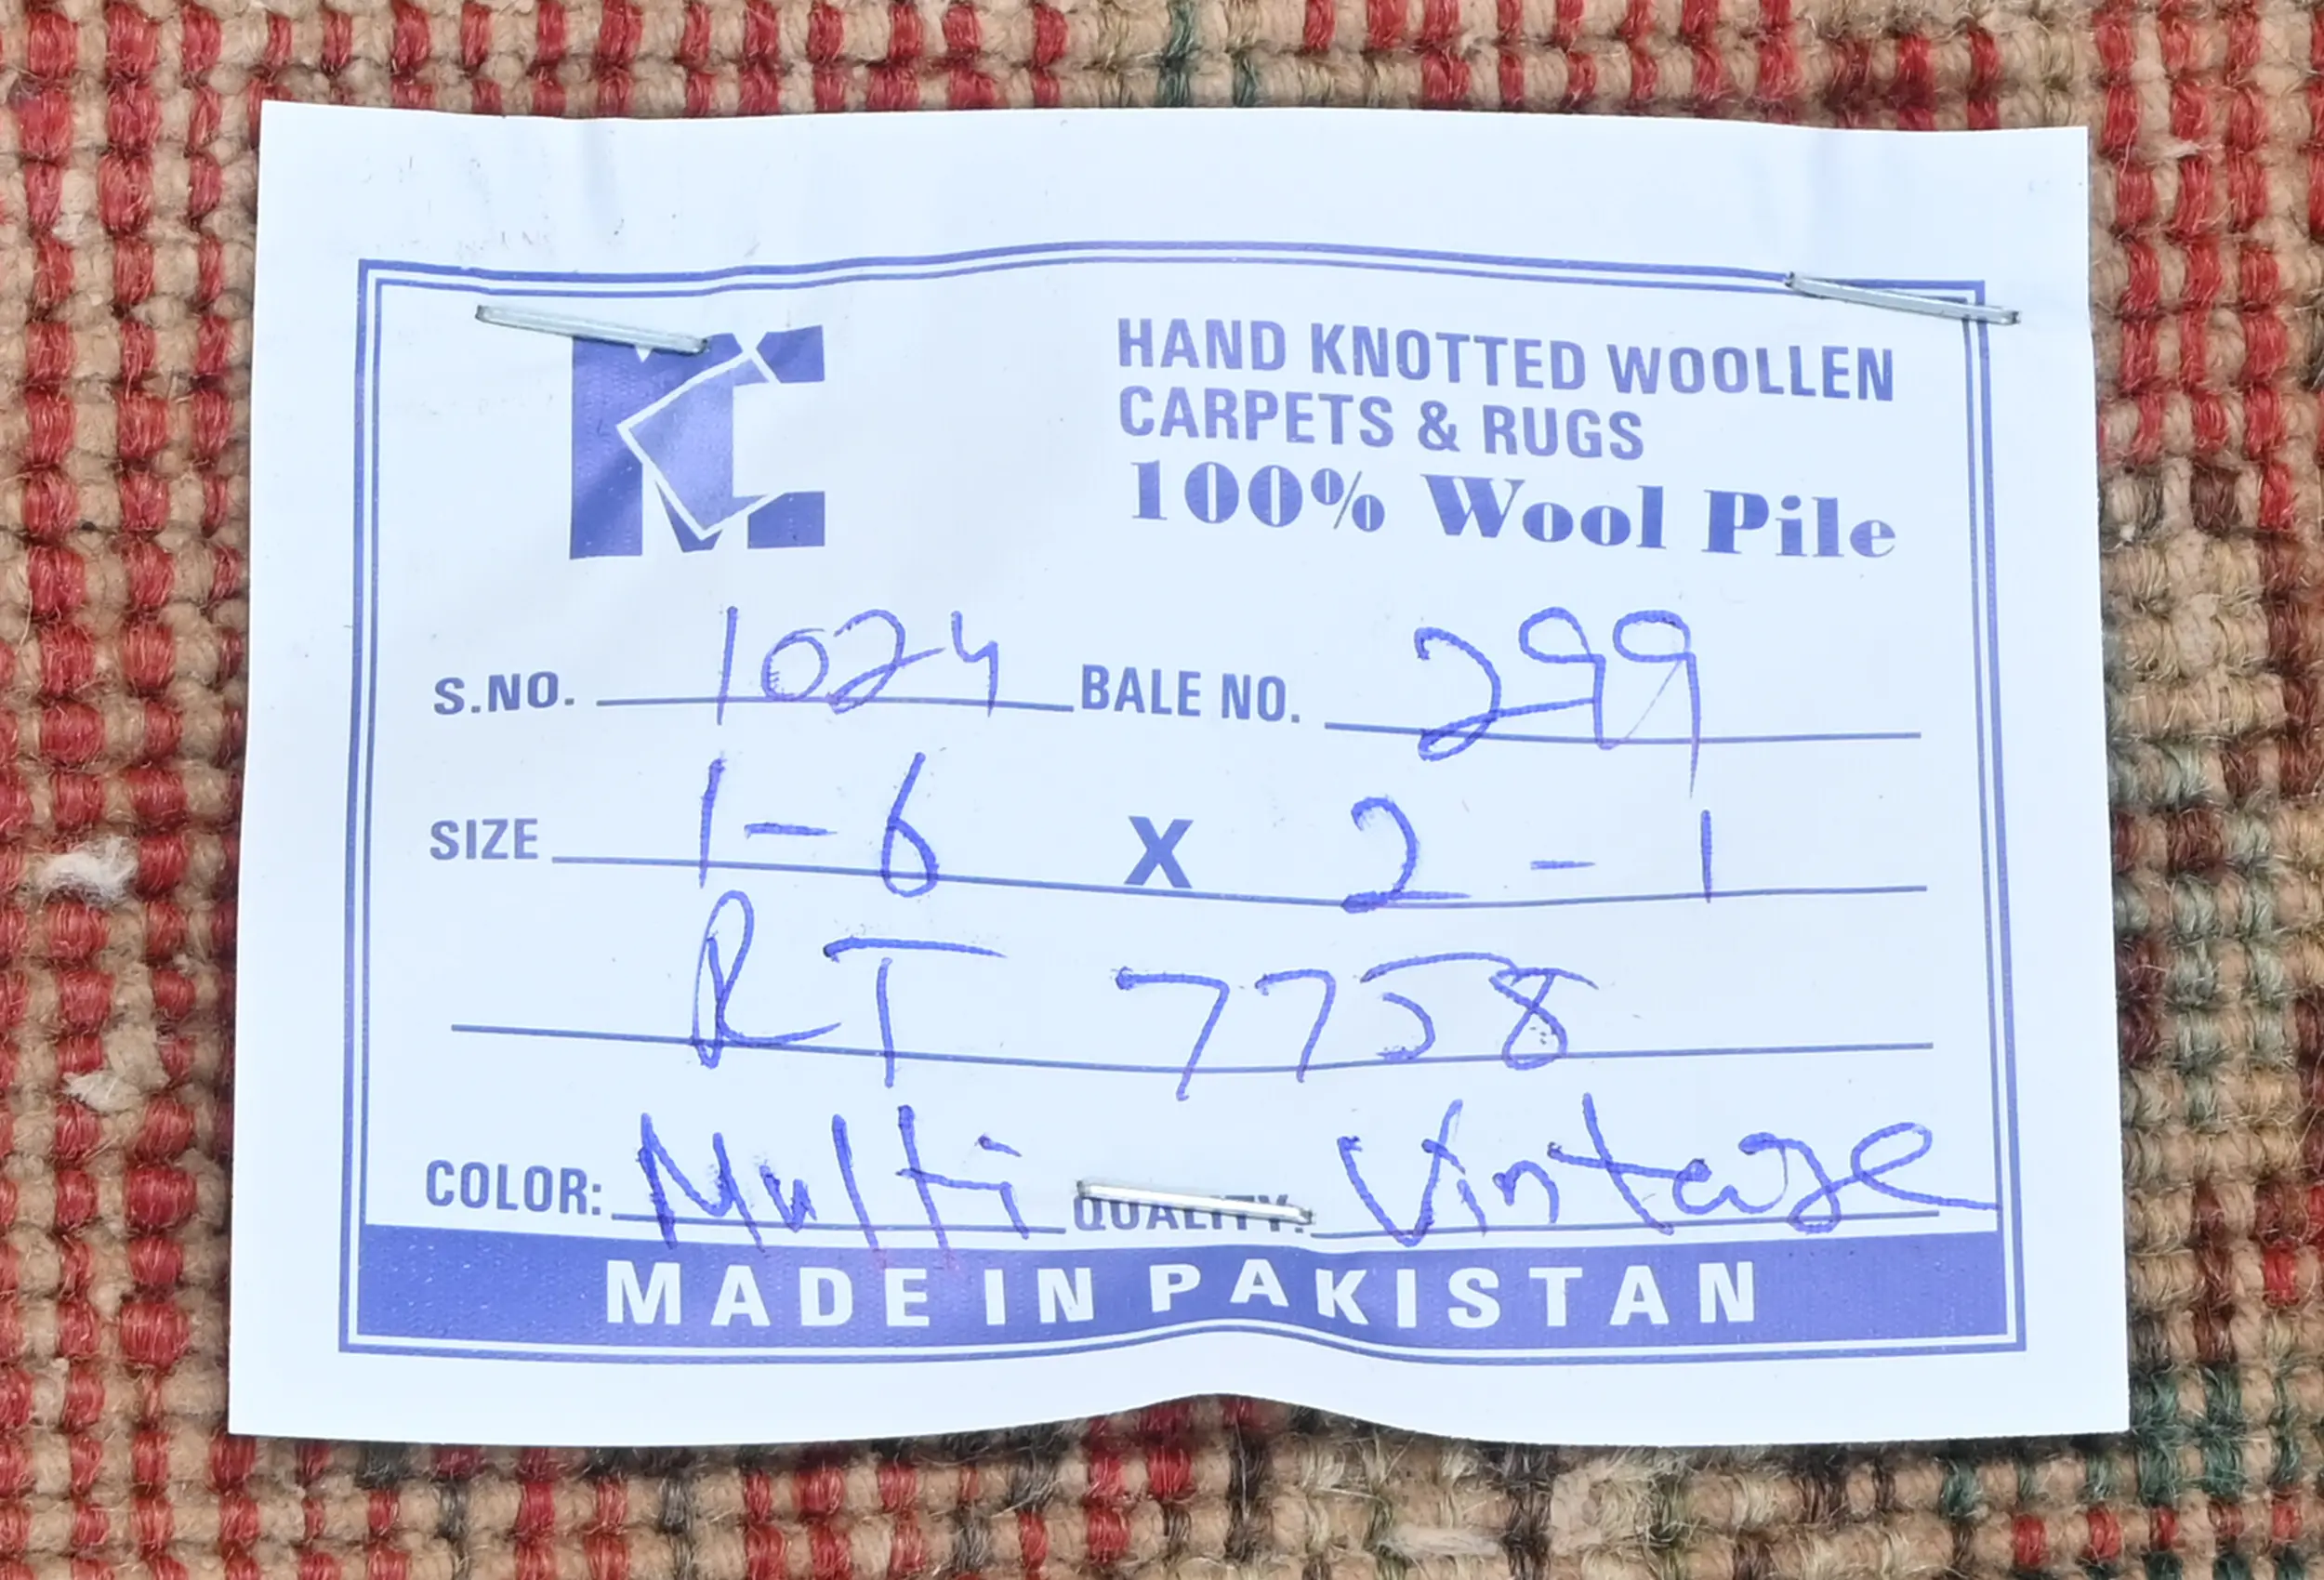 MC
HAND KNOTTED WOOLLEN
CARPETS & RUGS
100% Wool Pile
S.NO. 1024 BALE NO. 299
SIZE 1-6 X 2-1
RT 7758
COLOR: Multi QUALITY: Vintage
MADE IN PAKISTAN